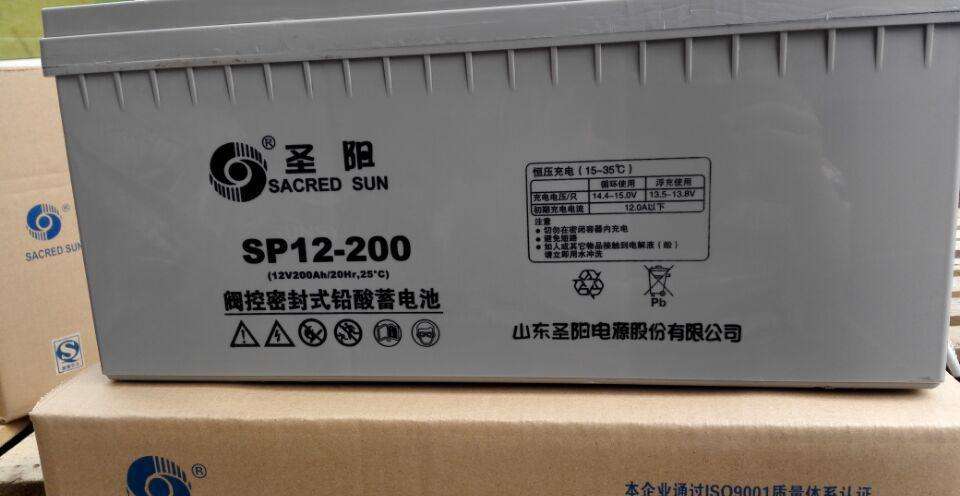 圣阳
®
SACRED SUN
SP12-200
(12V200Ah/20Hr,25℃)
阀控密封式铅酸蓄电池
恒压充电(15~35℃)
循环使用 浮充使用
充电电压/只 14.4~15.0V 13.5~13.8V
初期充电电流 12.0A以下
注意
● 切勿在密闭容器内充电
● 避免短路
● 如人或其它物品接触到电解液(酸)
请立即用水冲洗
Pb
山东圣阳电源股份有限公司
®
SACRED SUN
®
本企业通过ISO9001质量体系认证